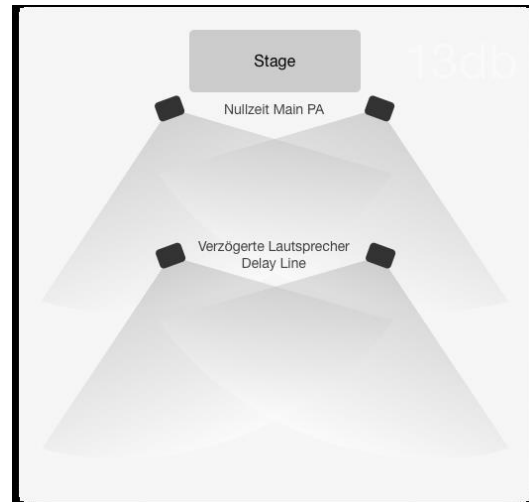 Stage
13db
Nullzeit Main PA
Verzögerte Lautsprecher
Delay Line